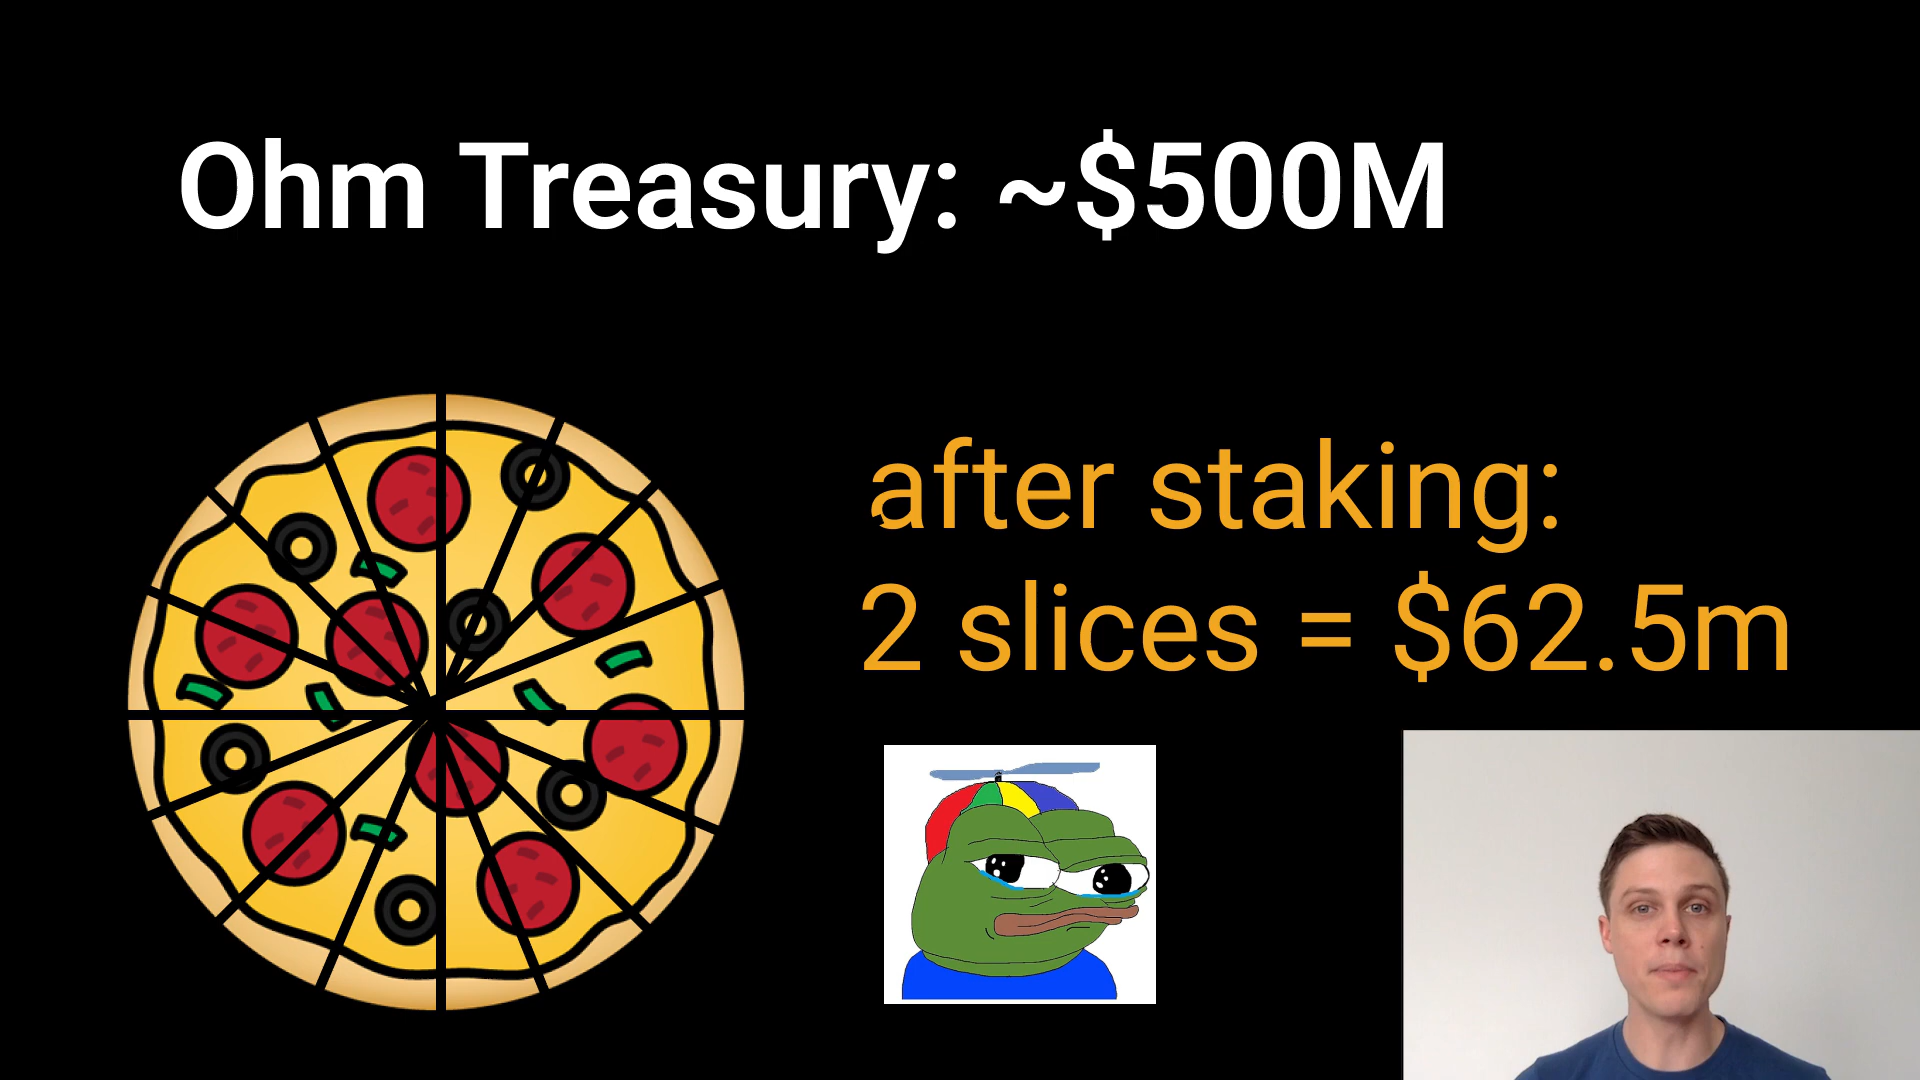 Ohm Treasury: ~$500M
after staking:
2 slices = $62.5m